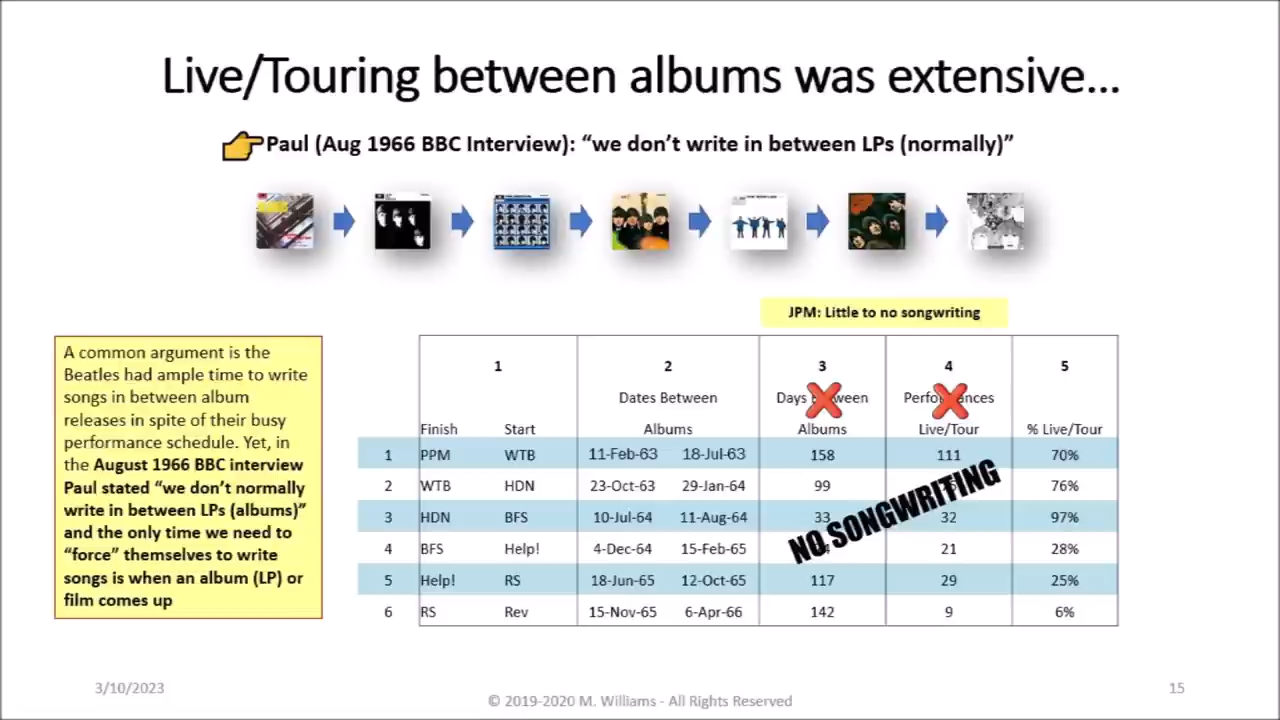 Live/Touring between albums was extensive...
Paul (Aug 1966 BBC Interview): “we don’t write in between LPs (normally)”
JPM: Little to no songwriting
A common argument is the
Beatles had ample time to write
songs in between album
releases in spite of their busy
performance schedule. Yet, in
the August 1966 BBC interview
Paul stated “we don’t normally
write in between LPs (albums)”
and the only time we need to
“force” themselves to write
songs is when an album (LP) or
film comes up
1 2 3 4 5
Dates Between Days Between Performances
Finish Start Albums Albums Live/Tour % Live/Tour
1 PPM WTB 11-Feb-63 18-Jul-63 158 111 70%
2 WTB HDN 23-Oct-63 29-Jan-64 99 76%
3 HDN BFS 10-Jul-64 11-Aug-64 33 32 97%
4 BFS Help! 4-Dec-64 15-Feb-65 21 28%
5 Help! RS 18-Jun-65 12-Oct-65 117 29 25%
6 RS Rev 15-Nov-65 6-Apr-66 142 9 6%
NO SONGWRITING
3/10/2023
© 2019-2020 M. Williams - All Rights Reserved
15